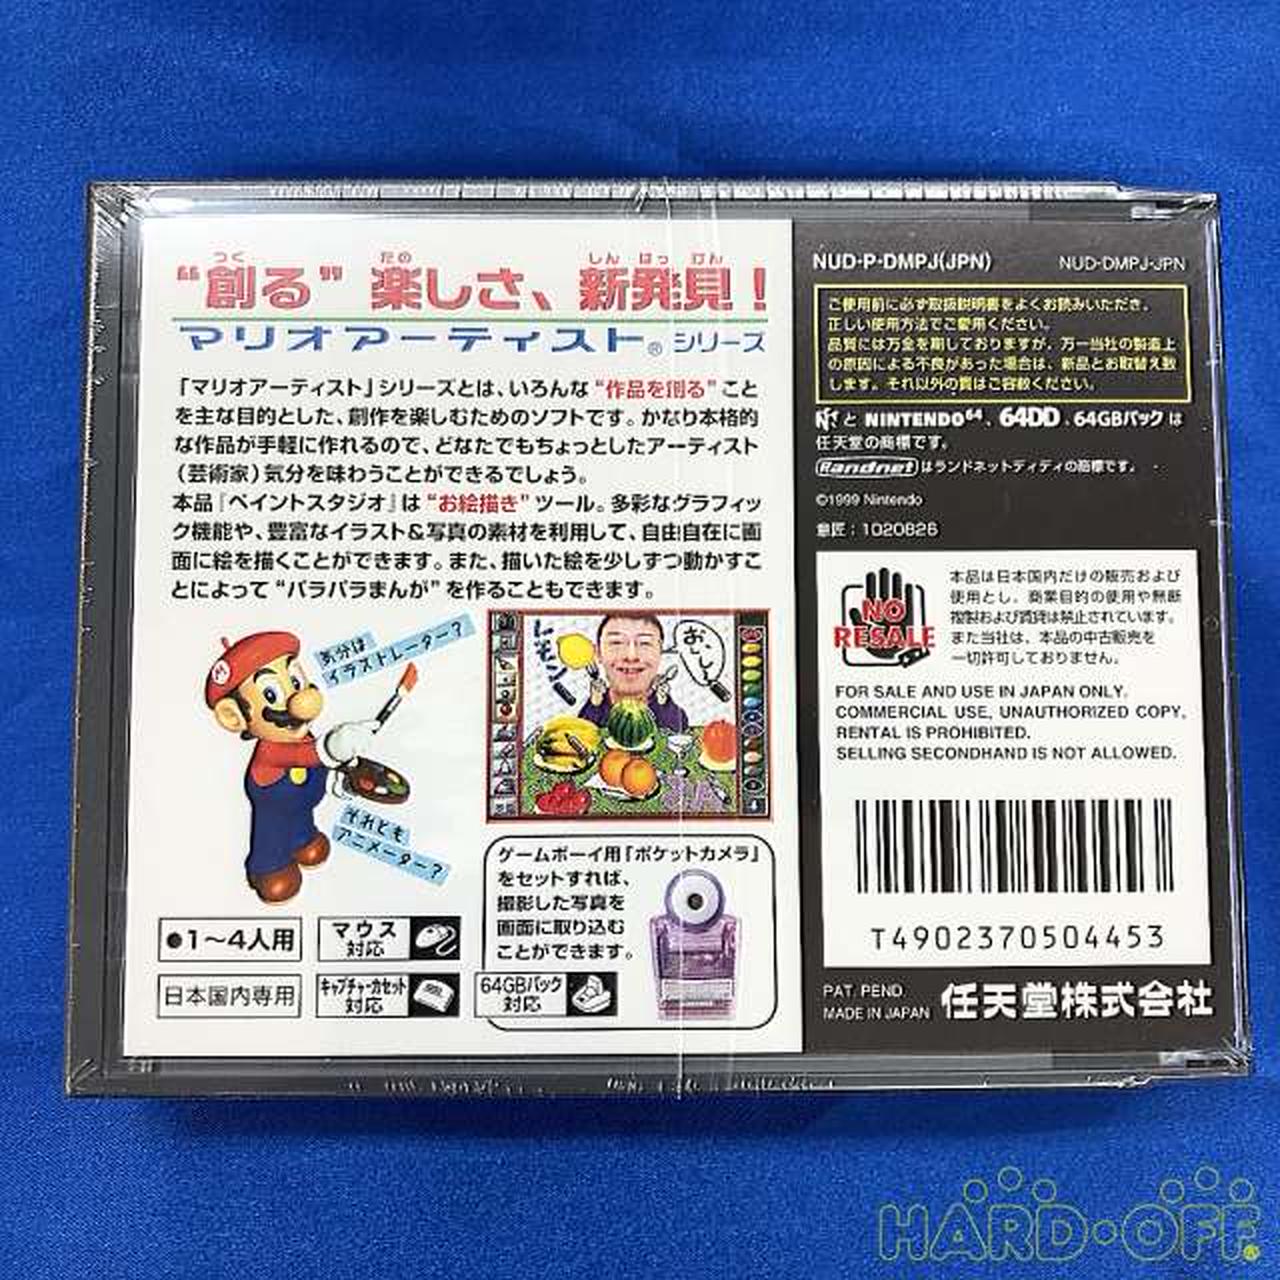 “創る”楽しさ、新発見！
つく たの しん はっ けん
マリオアーティスト®シリーズ
「マリオアーティスト」シリーズとは、いろんな“作品を創る”こと
を主な目的とした、創作を楽しむためのソフトです。かなり本格的
な作品が手軽に作れるので、どなたでもちょっとしたアーティスト
（芸術家）気分を味わうことができるでしょう。
本品『ペイントスタジオ』は“お絵描き”ツール。多彩なグラフィッ
ク機能や、豊富なイラスト&写真の素材を利用して、自由自在に画
面に絵を描くことができます。また、描いた絵を少しずつ動かすこ
とによって“パラパラまんが”を作ることもできます。
気分は
イラストレーター？
それとも
アニメーター？
レモン！
おいしー
ゲームボーイ用「ポケットカメラ」
をセットすれば、
撮影した写真を
画面に取り込む
ことができます。
●1〜4人用
マウス
対応
日本国内専用
キャプチャーカセット
対応
64GBパック
対応
NUD-P-DMPJ(JPN)
NUD-DMPJ-JPN
ご使用前に必ず取扱説明書をよくお読みいただき、
正しい使用方法でご愛用ください。
品質には万全を期しておりますが、万一当社の製造上
の原因による不良があった場合は、新品とお取替え致
します。それ以外の責はご容赦ください。
と NINTENDO64、64DD、64GBパックは
任天堂の商標です。
Randnetはランドネットディディの商標です。
©1999 Nintendo
意匠：1020826
NO
RESALE
本品は日本国内だけの販売および
使用とし、商業目的の使用や無断
複製および賃貸は禁止されています。
また当社は、本品の中古販売を
一切許可しておりません。
FOR SALE AND USE IN JAPAN ONLY.
COMMERCIAL USE, UNAUTHORIZED COPY,
RENTAL IS PROHIBITED.
SELLING SECONDHAND IS NOT ALLOWED.
T4902370504453
PAT. PEND.
MADE IN JAPAN
任天堂株式会社
HARD・OFF®